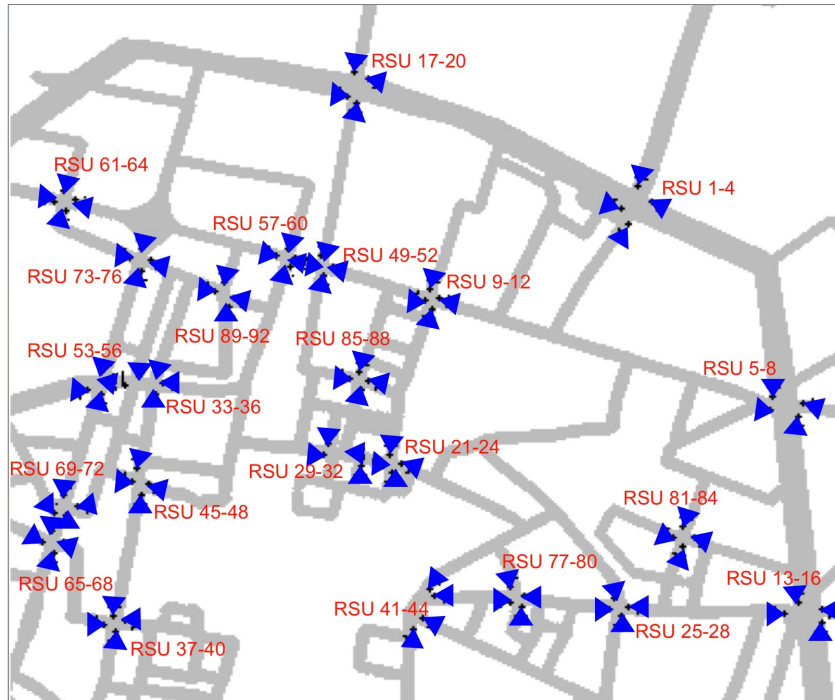 RSU 17-20
RSU 61-64
RSU 1-4
RSU 57-60
RSU 49-52
RSU 73-76
RSU 9-12
RSU 89-92
RSU 85-88
RSU 53-56
RSU 5-8
RSU 33-36
RSU 21-24
RSU 69-72
RSU 29-32
RSU 45-48
RSU 81-84
RSU 77-80
RSU 65-68
RSU 13-16
RSU 41-44
RSU 25-28
RSU 37-40